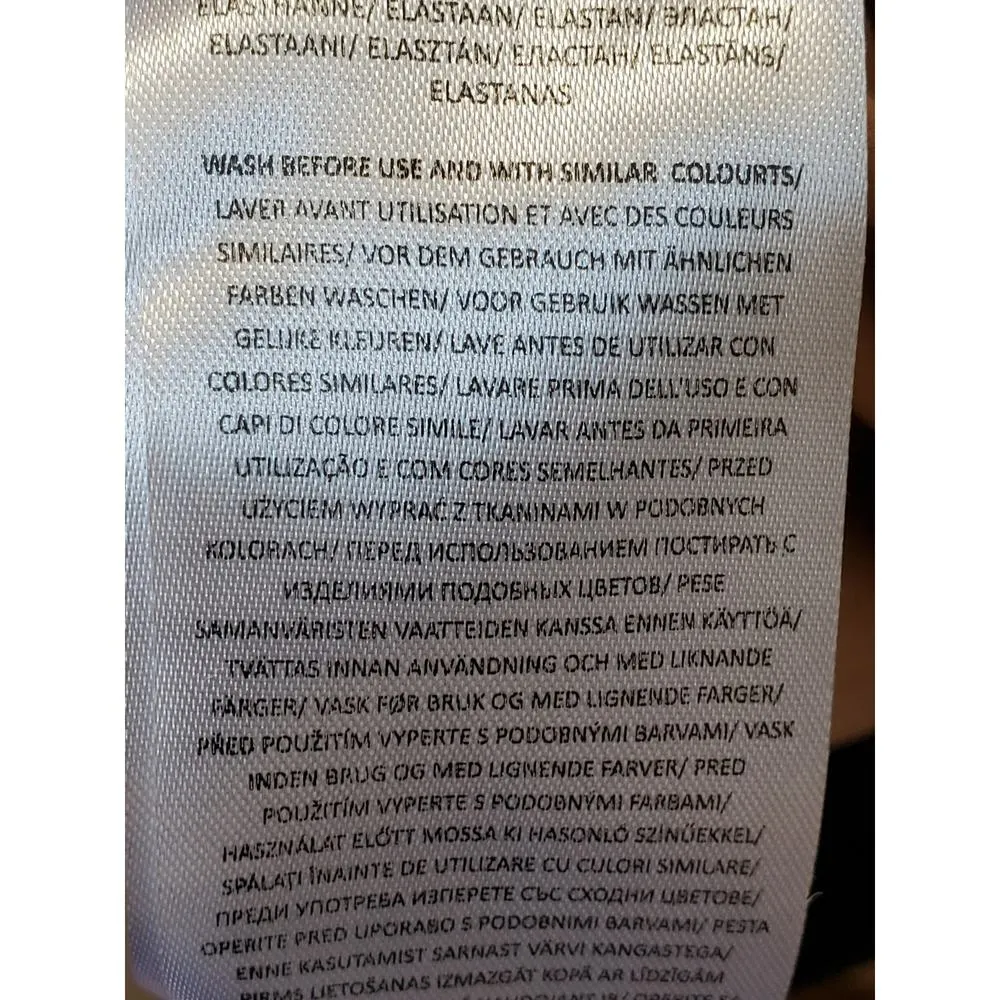 ELASTHANNE/ ELASTAAN/ ELASTAN/ ЭЛАСТАН/
ELASTAANI/ ELASZTÁN/ ЕЛАСТАН/ ELASTĀNS/
ELASTANAS
WASH BEFORE USE AND WITH SIMILAR COLOURTS/
LAVER AVANT UTILISATION ET AVEC DES COULEURS
SIMILAIRES/ VOR DEM GEBRAUCH MIT ÄHNLICHEN
FARBEN WASCHEN/ VOOR GEBRUIK WASSEN MET
GELIJKE KLEUREN/ LAVE ANTES DE UTILIZAR CON
COLORES SIMILARES/ LAVARE PRIMA DELL'USO E CON
CAPI DI COLORE SIMILE/ LAVAR ANTES DA PRIMEIRA
UTILIZAÇÃO E COM CORES SEMELHANTES/ PRZED
UŻYCIEM WYPRAĆ Z TKANINAMI W PODOBNYCH
KOLORACH/ ПЕРЕД ИСПОЛЬЗОВАНИЕМ ПОСТИРАТЬ С
ИЗДЕЛИЯМИ ПОДОБНЫХ ЦВЕТОВ/ PESE
SAMANVÄRISTEN VAATTEIDEN KANSSA ENNEN KÄYTTÖÄ/
TVÄTTAS INNAN ANVÄNDNING OCH MED LIKNANDE
FÄRGER/ VASK FØR BRUK OG MED LIGNENDE FARGER/
PŘED POUŽITÍM VYPERTE S PODOBNÝMI BARVAMI/ VASK
INDEN BRUG OG MED LIGNENDE FARVER/ PRED
POUŽITÍM VYPERTE S PODOBNÝMI FARBAMI/
HASZNÁLAT ELŐTT MOSSA KI HASONLÓ SZÍNŰEKKEL/
SPĂLAȚI ÎNAINTE DE UTILIZARE CU CULORI SIMILARE/
ПРЕДИ УПОТРЕБА ИЗПЕРЕТЕ СЪС СХОДНИ ЦВЕТОВЕ/
OPERITE PRED UPORABO S PODOBNIMI BARVAMI/ PESTA
ENNE KASUTAMIST SARNAST VÄRVI KANGASTEGA/
PIRMS LIETOŠANAS IZMAZGĀT KOPĀ AR LĪDZĪGĀM